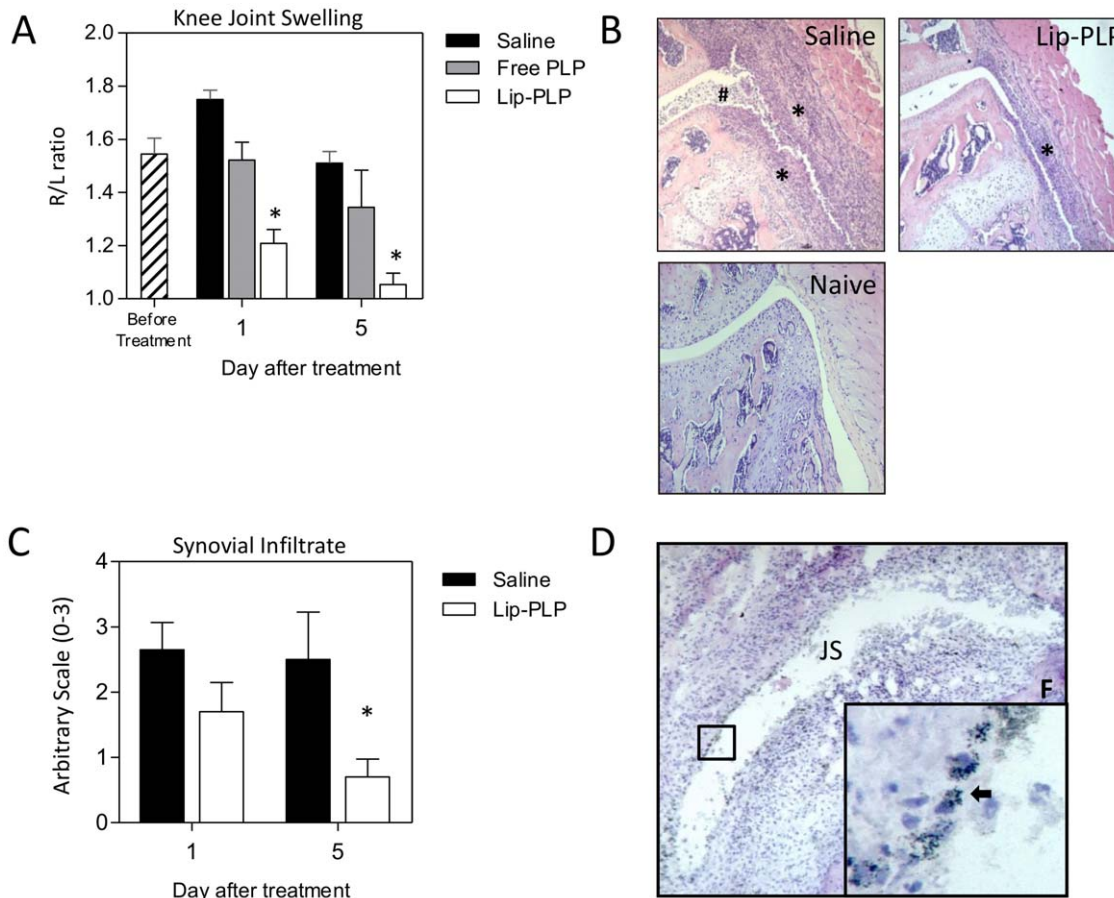 A
Knee Joint Swelling
2.0
1.8
1.6
1.4
1.2
1.0
R/L ratio
*
*
Before
Treatment
1
5
Day after treatment
Saline
Free PLP
Lip-PLP
B
Saline
#
*
*
Lip-PLP
*
Naive
C
Synovial Infiltrate
4
3
2
1
0
Arbitrary Scale (0-3)
*
1
5
Day after treatment
Saline
Lip-PLP
D
JS
F